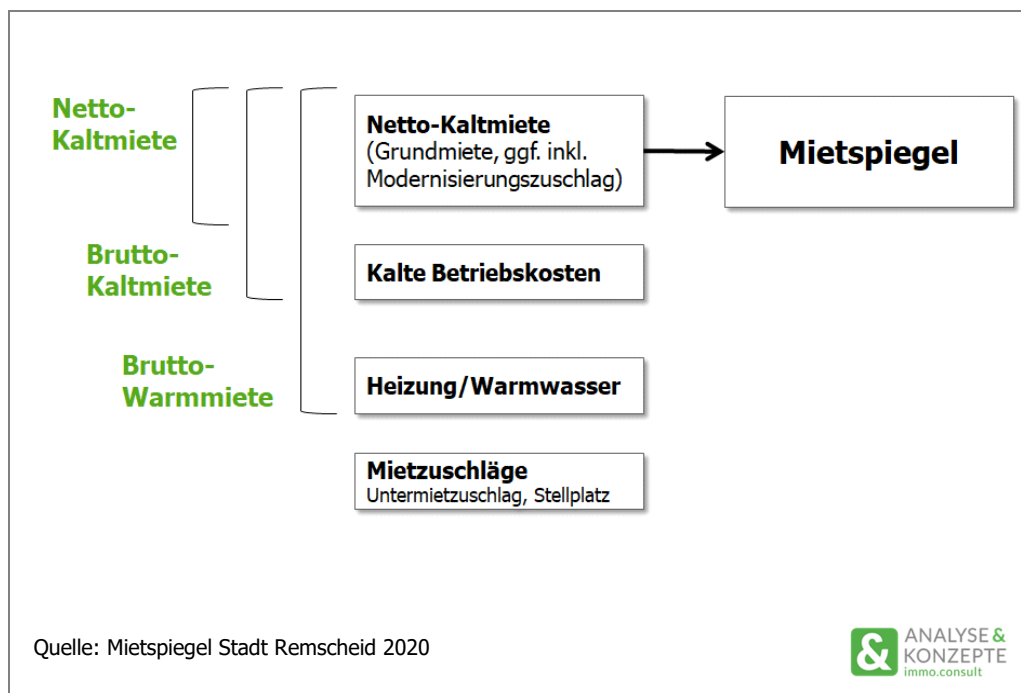 Netto-
Kaltmiete
Brutto-
Kaltmiete
Brutto-
Warmmiete
Netto-Kaltmiete
(Grundmiete, ggf. inkl.
Modernisierungszuschlag)
Mietspiegel
Kalte Betriebskosten
Heizung/Warmwasser
Mietzuschläge
Untermietzuschlag, Stellplatz
Quelle: Mietspiegel Stadt Remscheid 2020
&
ANALYSE &
KONZEPTE
immo.consult